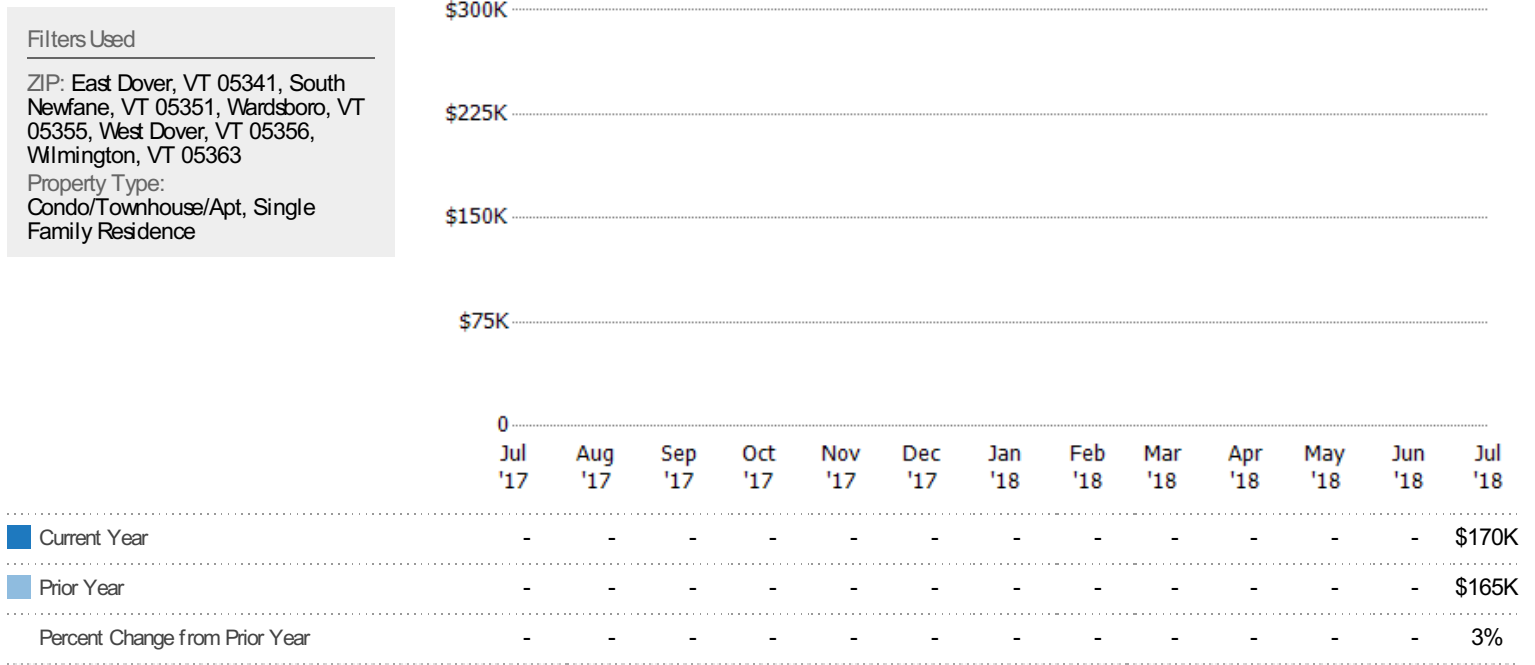 Filters Used
ZIP: East Dover, VT 05341, South
Newfane, VT 05351, Wardsboro, VT
05355, West Dover, VT 05356,
Wilmington, VT 05363
Property Type:
Condo/Townhouse/Apt, Single
Family Residence
$300K
$225K
$150K
$75K
0
Jul Aug Sep Oct Nov Dec Jan Feb Mar Apr May Jun Jul
'17 '17 '17 '17 '17 '17 '18 '18 '18 '18 '18 '18 '18
Current Year - - - - - - - - - - - - $170K
Prior Year - - - - - - - - - - - - $165K
Percent Change from Prior Year - - - - - - - - - - - - 3%